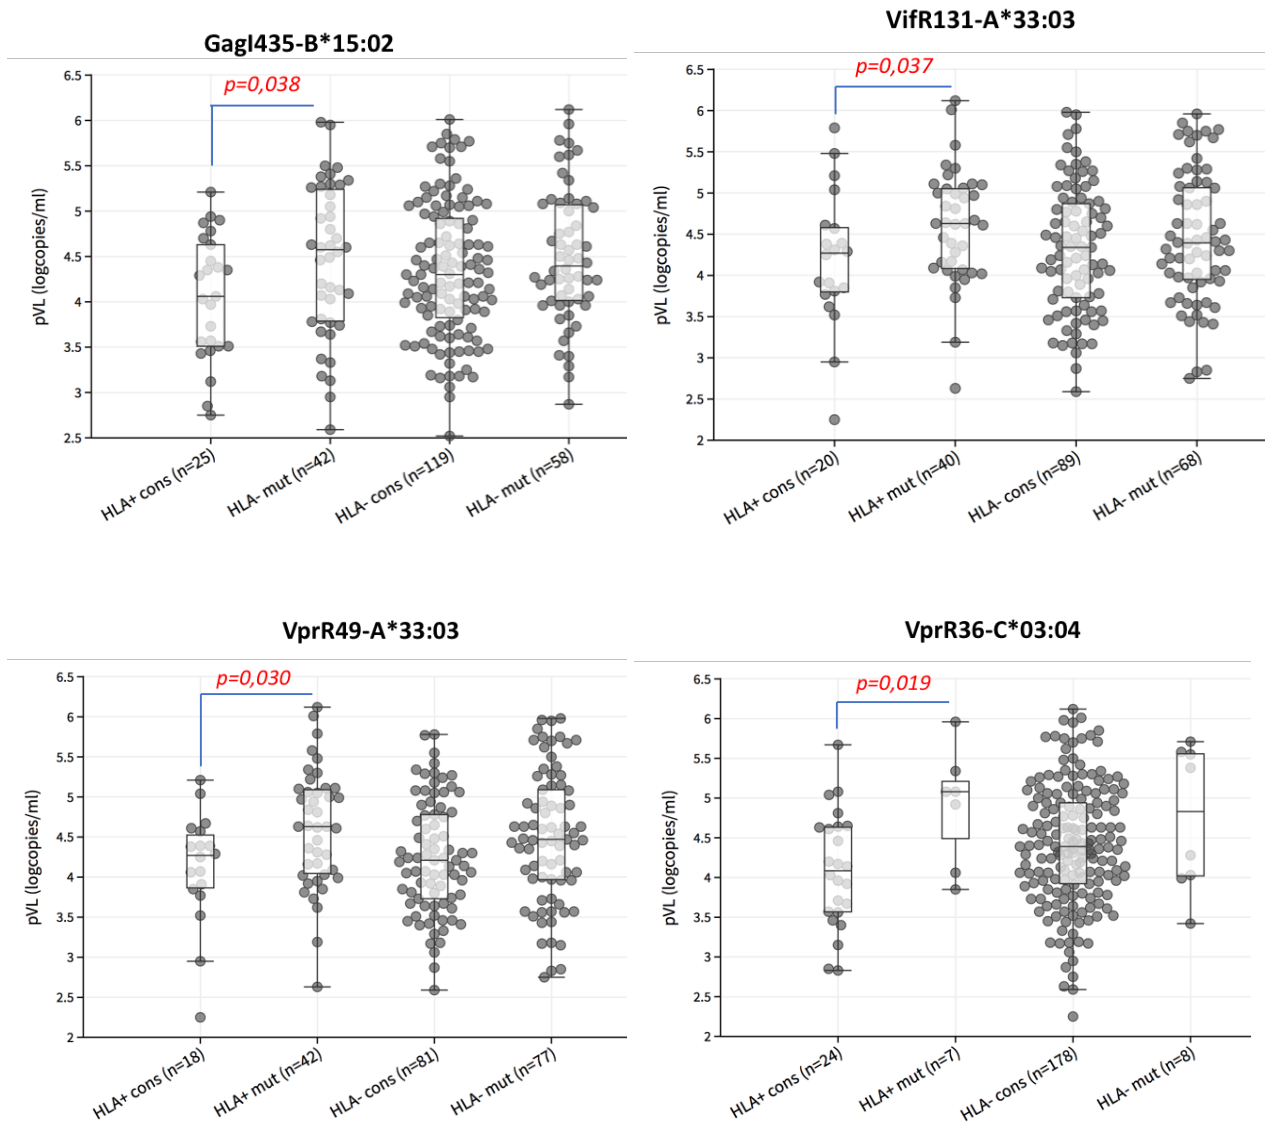 GagI435-B*15:02
p=0,038
pVL (logcopies/ml)
6.5
6
5.5
5
4.5
4
3.5
3
2.5
HLA+ cons (n=25)
HLA- mut (n=42)
HLA- cons (n=119)
HLA- mut (n=58)
VifR131-A*33:03
p=0,037
pVL (logcopies/ml)
6.5
6
5.5
5
4.5
4
3.5
3
2.5
2
HLA+ cons (n=20)
HLA+ mut (n=40)
HLA- cons (n=89)
HLA- mut (n=68)
VprR49-A*33:03
p=0,030
pVL (logcopies/ml)
6.5
6
5.5
5
4.5
4
3.5
3
2.5
2
HLA+ cons (n=18)
HLA+ mut (n=42)
HLA- cons (n=81)
HLA- mut (n=77)
VprR36-C*03:04
p=0,019
pVL (logcopies/ml)
6.5
6
5.5
5
4.5
4
3.5
3
2.5
2
HLA+ cons (n=24)
HLA+ mut (n=7)
HLA- cons (n=178)
HLA- mut (n=8)